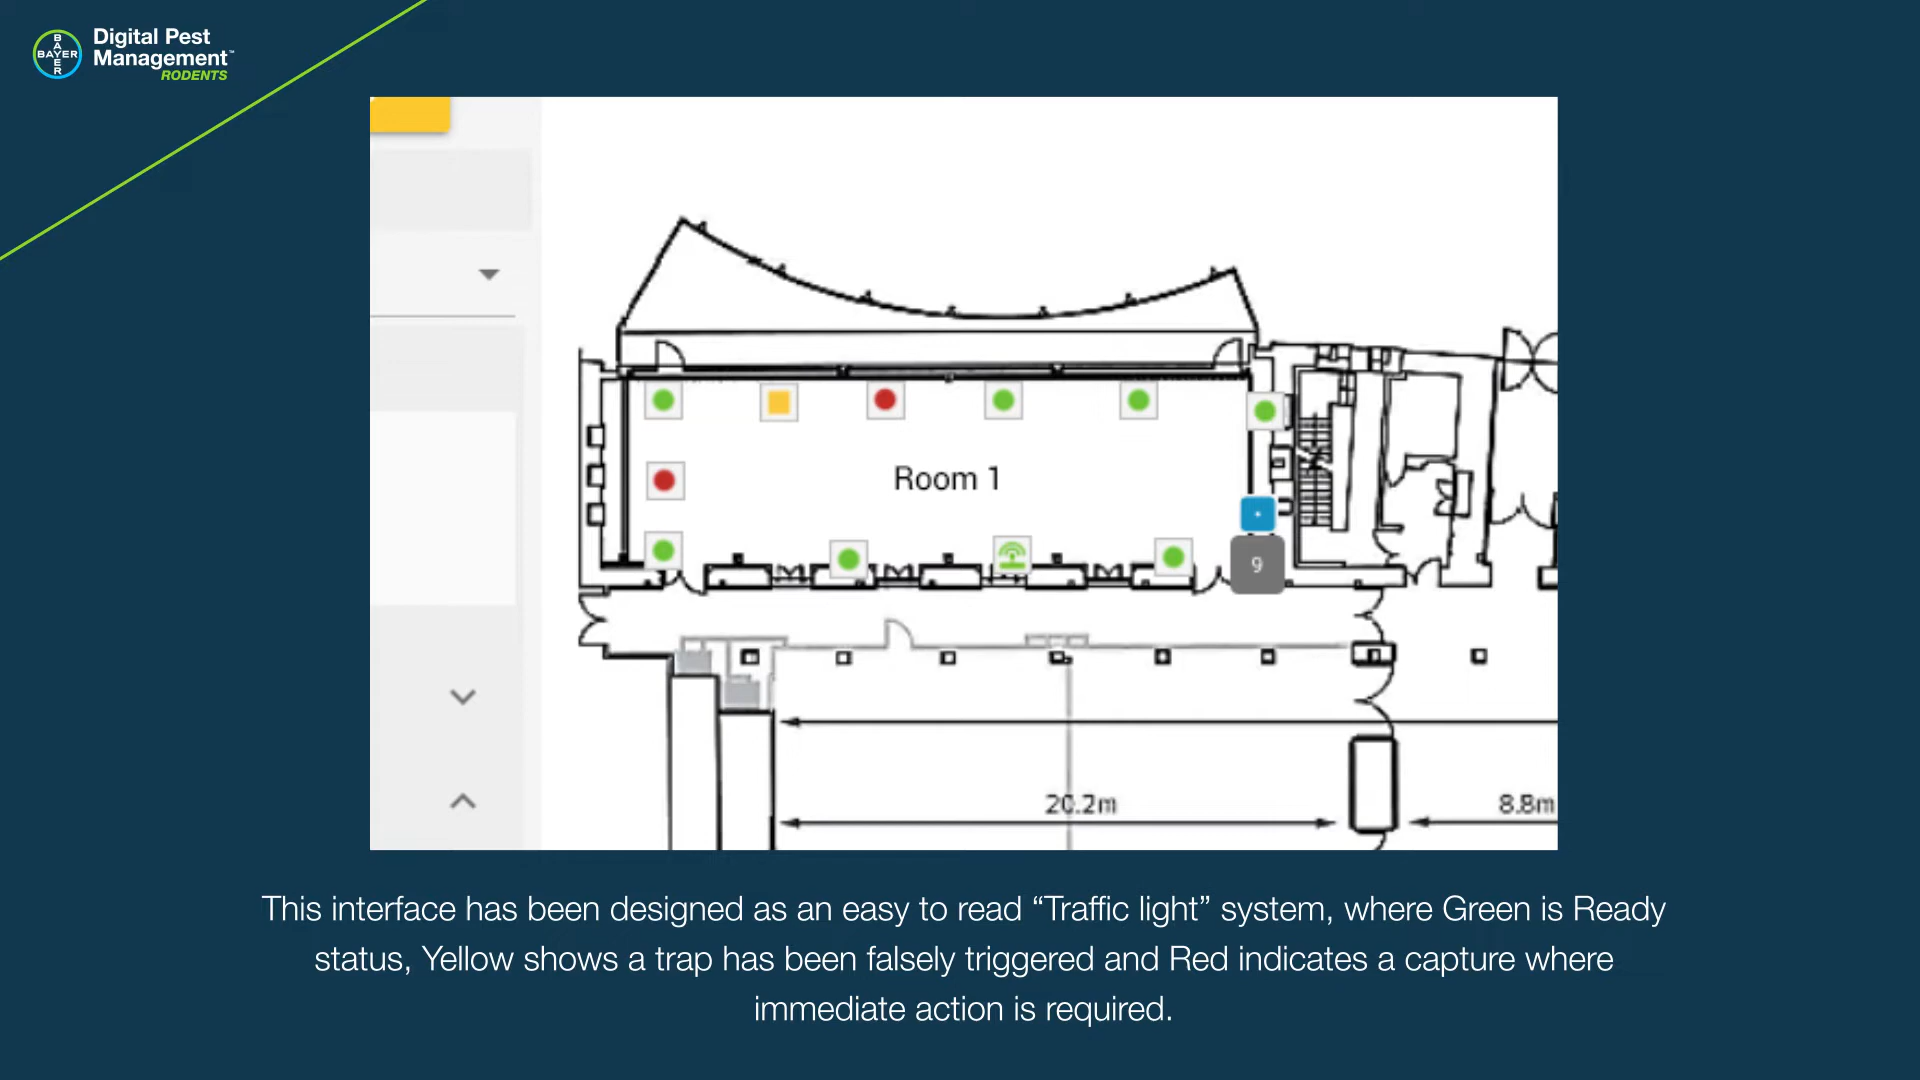 BAYER
BAYER
Digital Pest
Management™
RODENTS
Room 1
9
20.2m
8.8m
This interface has been designed as an easy to read “Traffic light” system, where Green is Ready
status, Yellow shows a trap has been falsely triggered and Red indicates a capture where
immediate action is required.